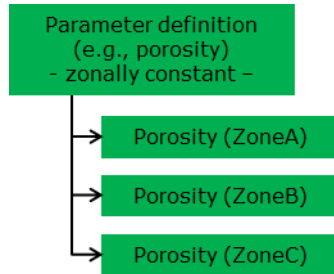 Parameter definition
(e.g., porosity)
- zonally constant –
Porosity (ZoneA)
Porosity (ZoneB)
Porosity (ZoneC)